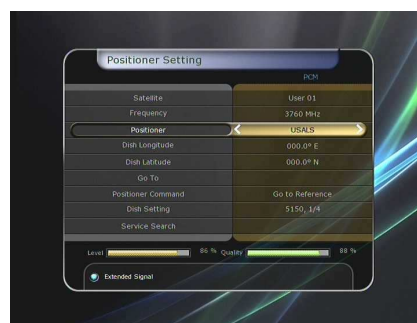 Positioner Setting
PCM
Satellite User 01
Frequency 3760 MHz
Positioner USALS
Dish Longitude 000.0° E
Dish Latitude 000.0° N
Go To
Positioner Command Go to Reference
Dish Setting 5150, 1/4
Service Search
Level 86 % Quality 88 %
Extended Signal